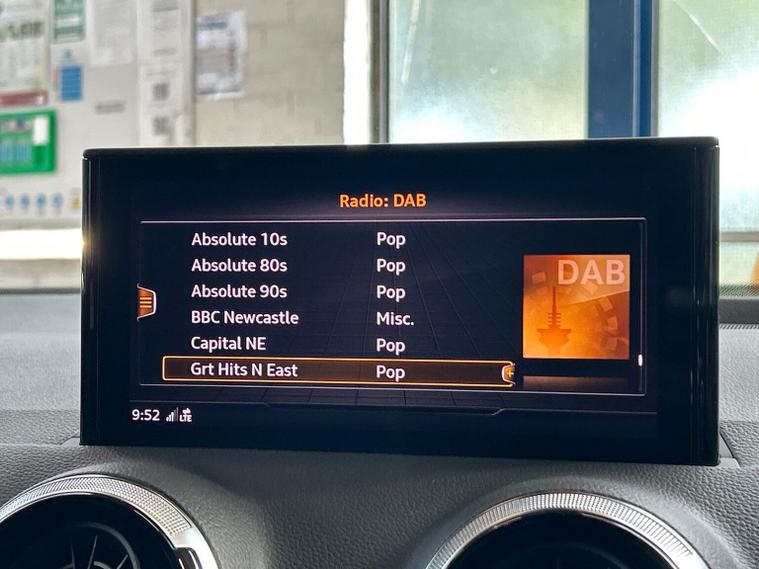 Radio: DAB
Absolute 10s Pop
Absolute 80s Pop
Absolute 90s Pop
BBC Newcastle Misc.
Capital NE Pop
Grt Hits N East Pop
DAB
9:52 LTE